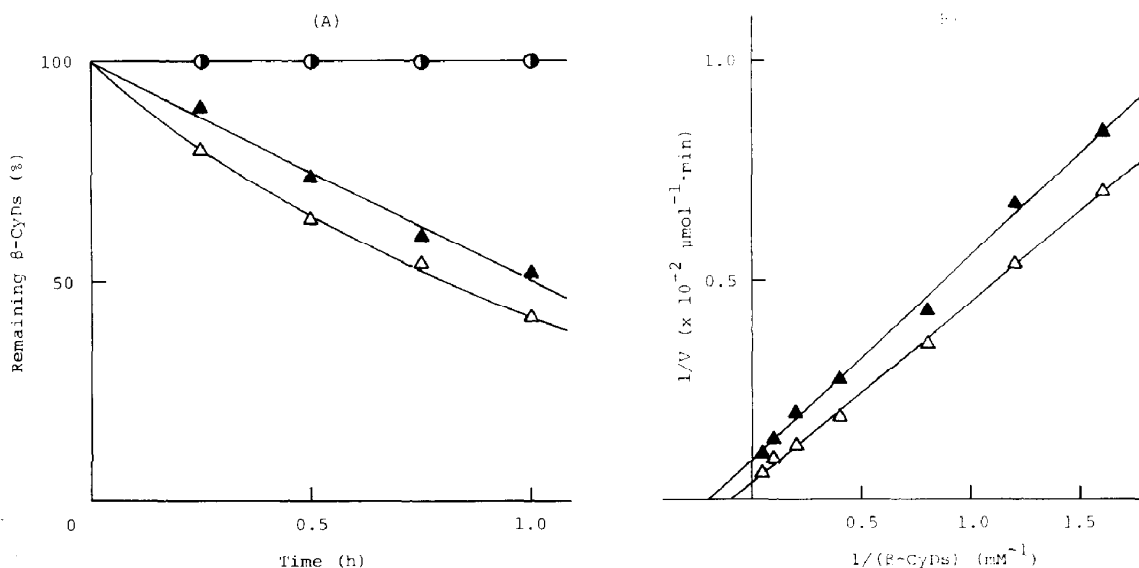 (A)
100
50
0
0.5
1.0
Remaining β-CyDs (%)
Time (h)
1.0
0.5
0.5
1.0
1.5
1/V (x 10⁻² μmol⁻¹·min)
1/(β-CyDs) (mM⁻¹)